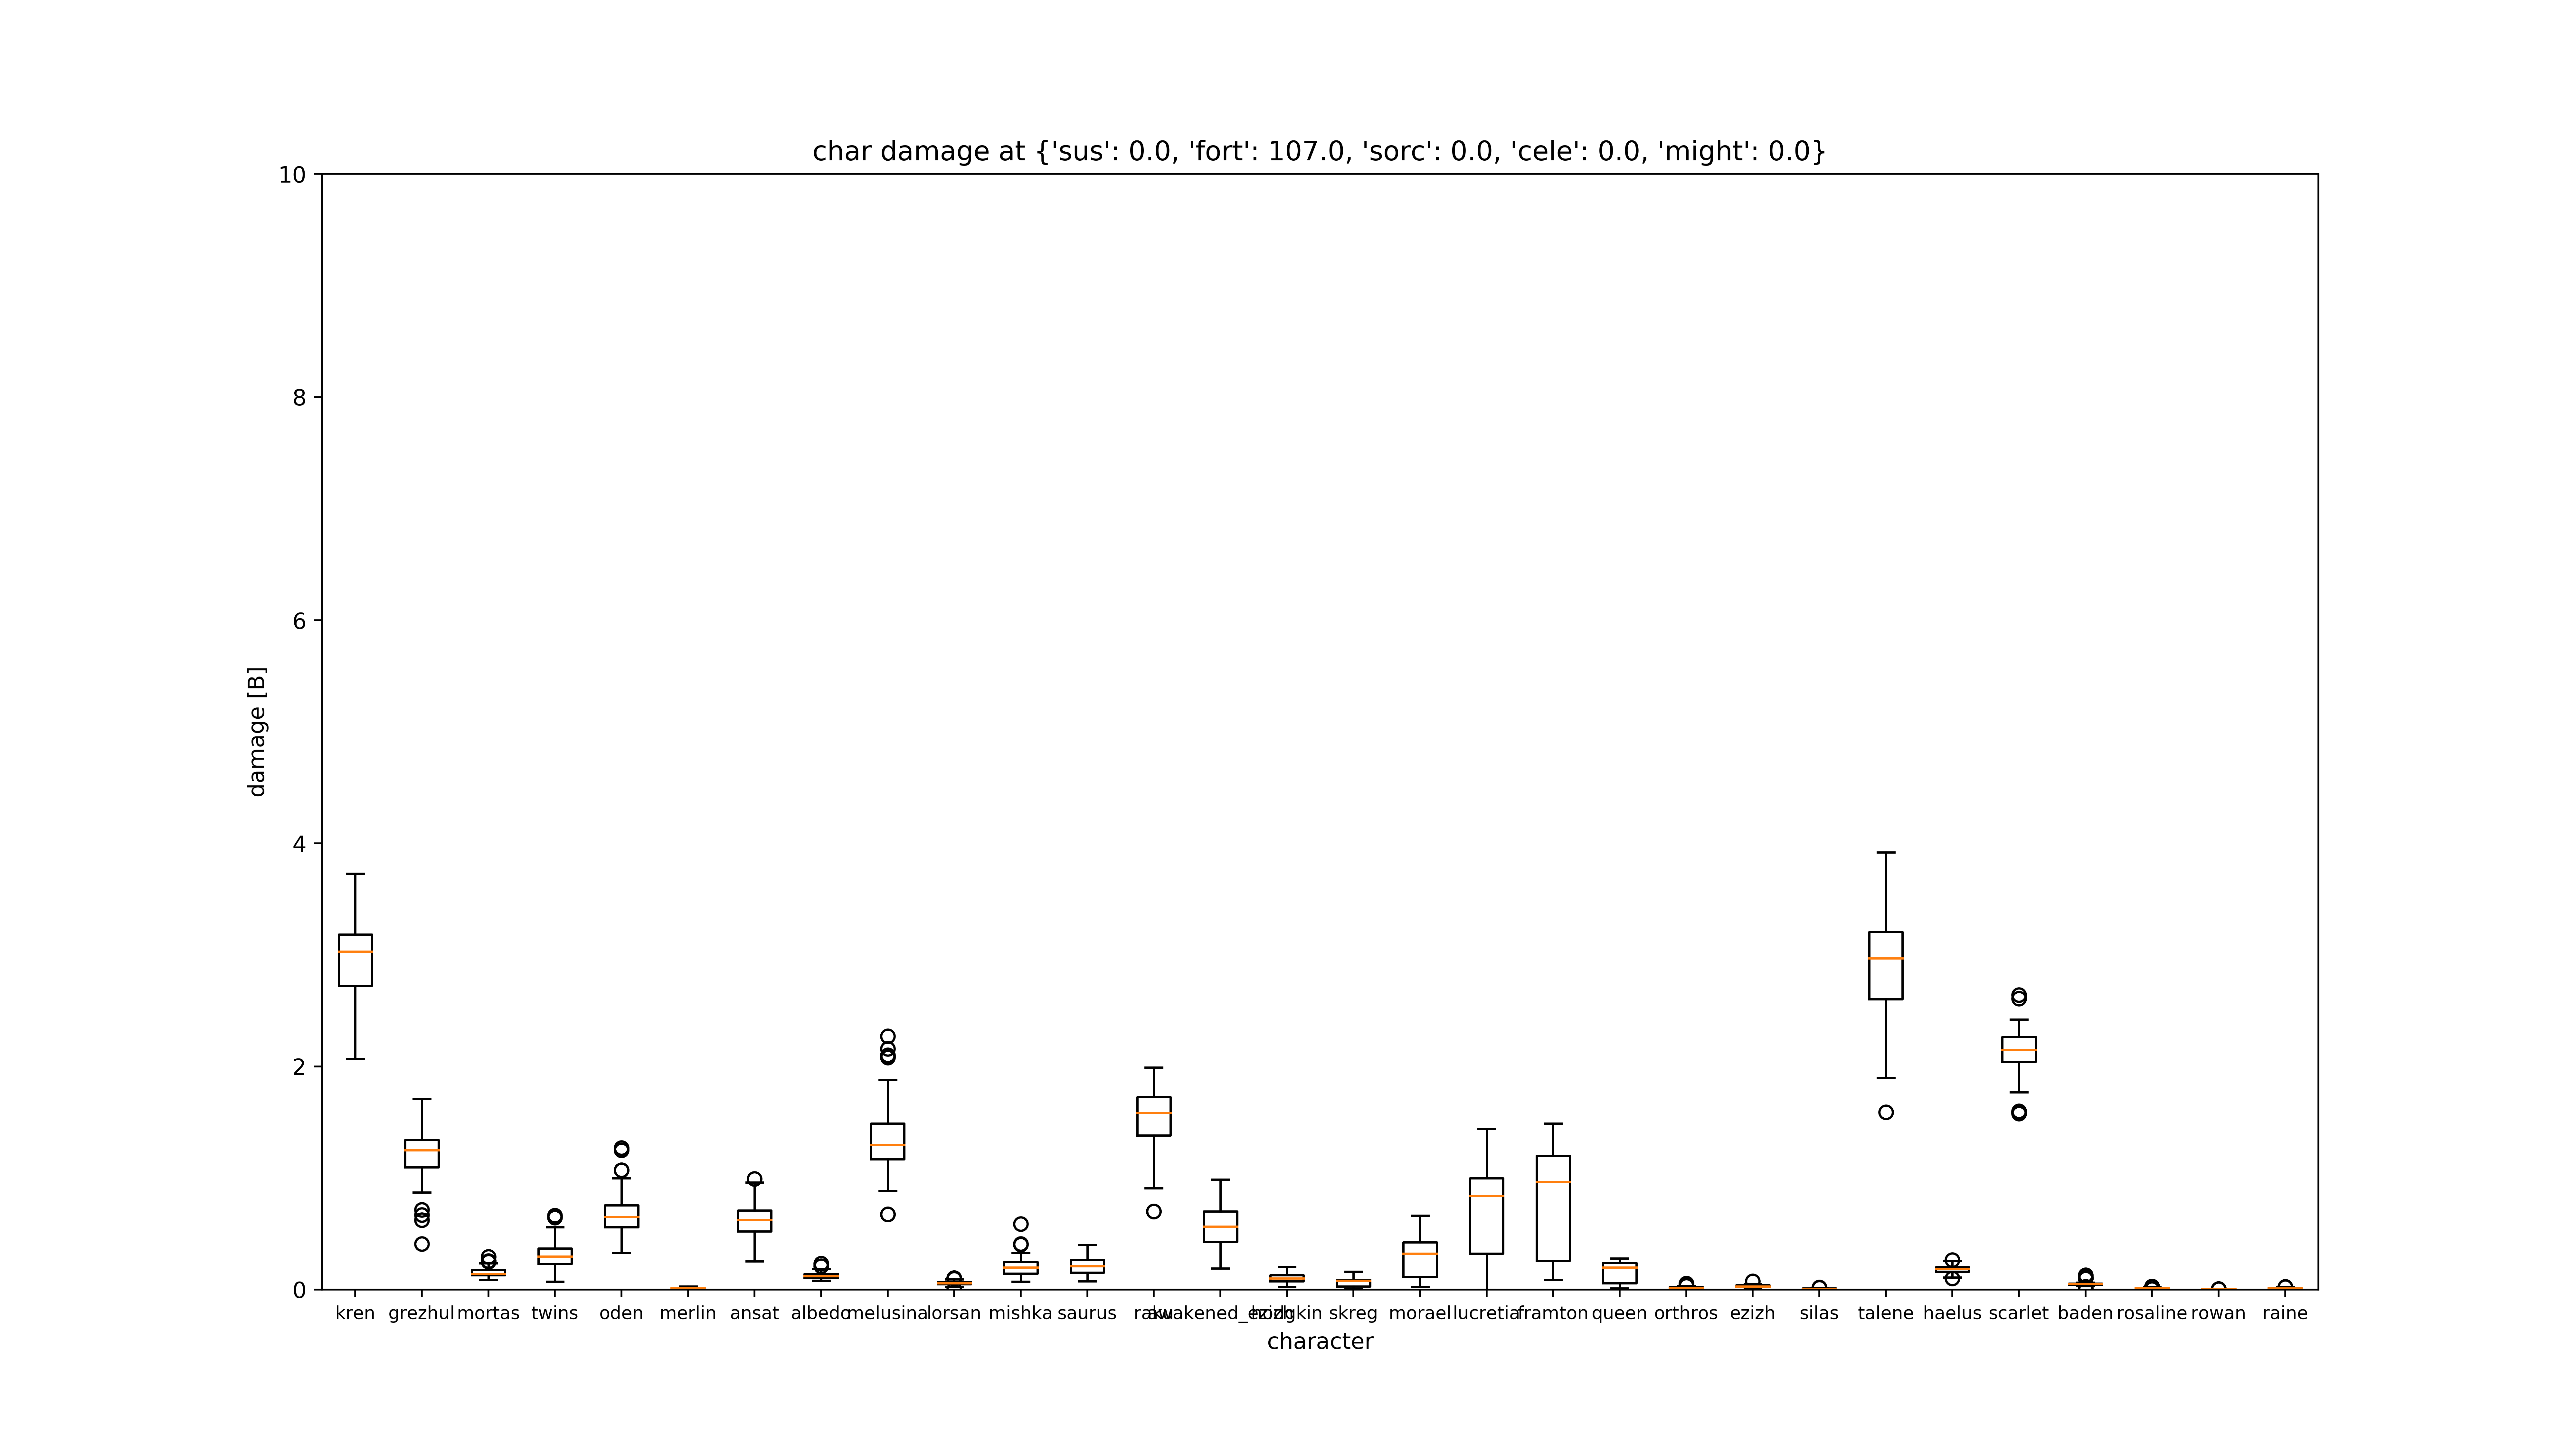 char damage at {'sus': 0.0, 'fort': 107.0, 'sorc': 0.0, 'cele': 0.0, 'might': 0.0}
10
8
6
4
2
0
damage [B]
kren grezhul mortas twins oden merlin ansat albedo melusina lorsan mishka saurus raku awakened_ezizh hodgkin skreg morael lucretia framton queen orthros ezizh silas talene haelus scarlet baden rosaline rowan raine
character